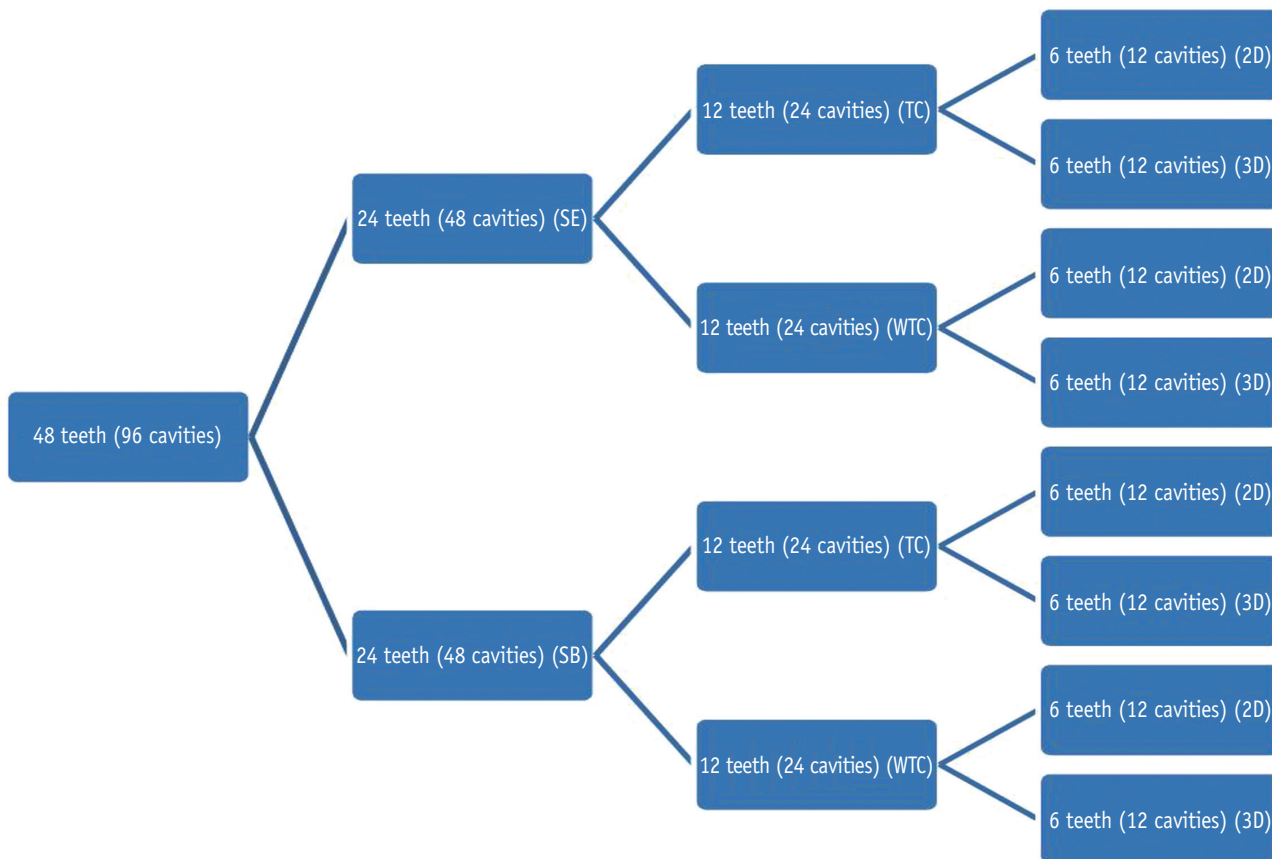 48 teeth (96 cavities)
24 teeth (48 cavities) (SE)
24 teeth (48 cavities) (SB)
12 teeth (24 cavities) (TC)
12 teeth (24 cavities) (WTC)
12 teeth (24 cavities) (TC)
12 teeth (24 cavities) (WTC)
6 teeth (12 cavities) (2D)
6 teeth (12 cavities) (3D)
6 teeth (12 cavities) (2D)
6 teeth (12 cavities) (3D)
6 teeth (12 cavities) (2D)
6 teeth (12 cavities) (3D)
6 teeth (12 cavities) (2D)
6 teeth (12 cavities) (3D)